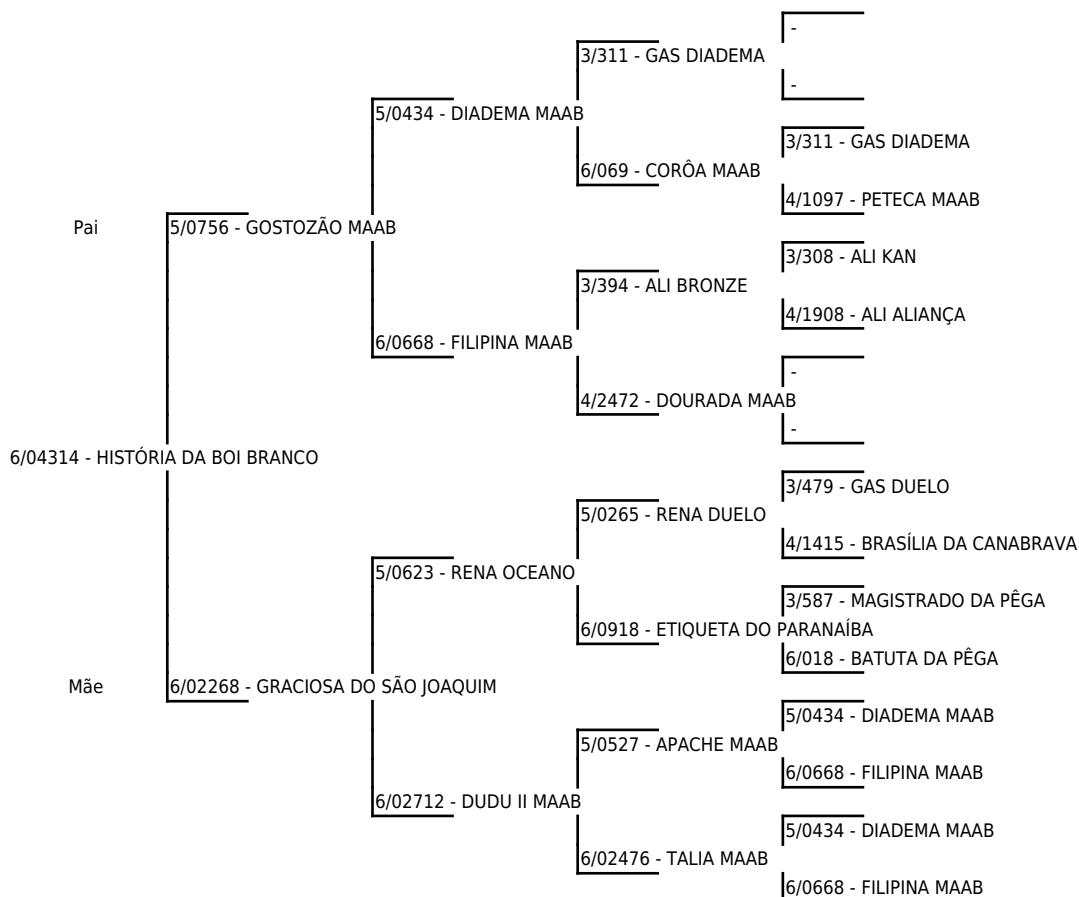 -
3/311 - GAS DIADEMA
-
5/0434 - DIADEMA MAAB
3/311 - GAS DIADEMA
6/069 - CORÔA MAAB
4/1097 - PETECA MAAB
Pai
5/0756 - GOSTOZÃO MAAB
3/308 - ALI KAN
3/394 - ALI BRONZE
4/1908 - ALI ALIANÇA
6/0668 - FILIPINA MAAB
-
4/2472 - DOURADA MAAB
-
6/04314 - HISTÓRIA DA BOI BRANCO
3/479 - GAS DUELO
5/0265 - RENA DUELO
4/1415 - BRASÍLIA DA CANABRAVA
5/0623 - RENA OCEANO
3/587 - MAGISTRADO DA PÊGA
6/0918 - ETIQUETA DO PARANAÍBA
6/018 - BATUTA DA PÊGA
Mãe
6/02268 - GRACIOSA DO SÃO JOAQUIM
5/0434 - DIADEMA MAAB
5/0527 - APACHE MAAB
6/0668 - FILIPINA MAAB
6/02712 - DUDU II MAAB
5/0434 - DIADEMA MAAB
6/02476 - TALIA MAAB
6/0668 - FILIPINA MAAB